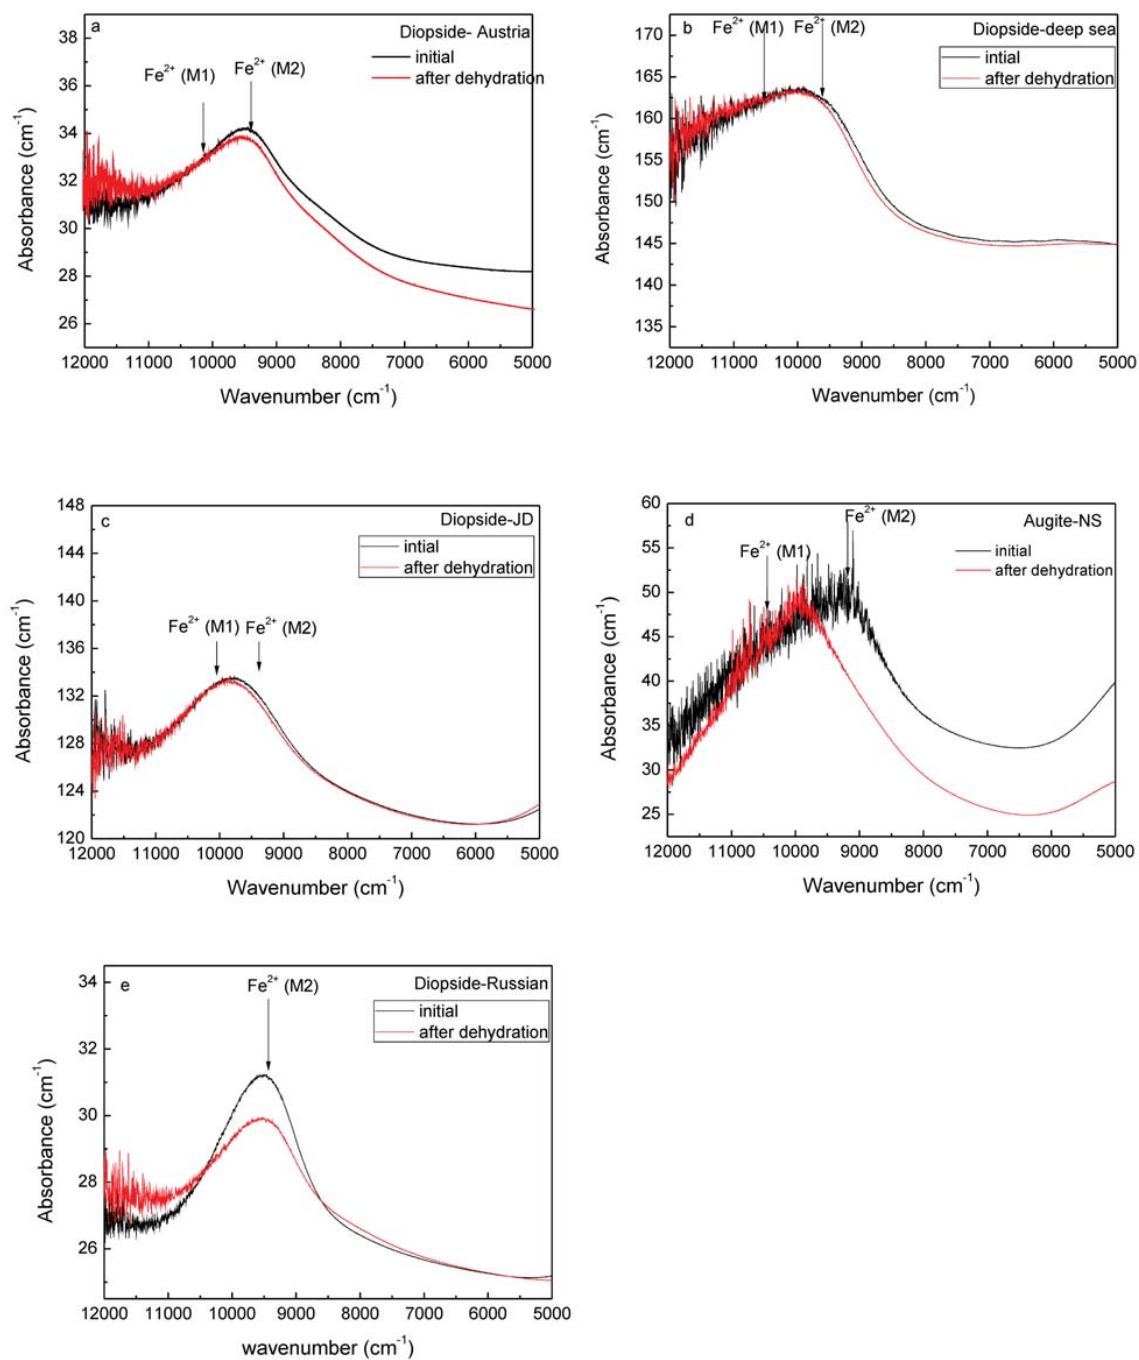 a
Diopside- Austria
initial
after dehydration
Fe²⁺ (M1)
Fe²⁺ (M2)
38
36
34
32
30
28
26
12000 11000 10000 9000 8000 7000 6000 5000
Absorbance (cm⁻¹)
Wavenumber (cm⁻¹)
b
Fe²⁺ (M1) Fe²⁺ (M2)
Diopside-deep sea
intial
after dehydration
170
165
160
155
150
145
140
135
12000 11000 10000 9000 8000 7000 6000 5000
Absorbance (cm⁻¹)
Wavenumber (cm⁻¹)
c
Diopside-JD
intial
after dehydration
Fe²⁺ (M1) Fe²⁺ (M2)
148
144
140
136
132
128
124
120
12000 11000 10000 9000 8000 7000 6000 5000
Absorbance (cm⁻¹)
Wavenumber (cm⁻¹)
d
Fe²⁺ (M2)
Augite-NS
Fe²⁺ (M1)
initial
after dehydration
60
55
50
45
40
35
30
25
12000 11000 10000 9000 8000 7000 6000 5000
Absorbance (cm⁻¹)
Wavenumber (cm⁻¹)
e
Fe²⁺ (M2)
Diopside-Russian
initial
after dehydration
34
32
30
28
26
12000 11000 10000 9000 8000 7000 6000 5000
Absorbance (cm⁻¹)
wavenumber (cm⁻¹)